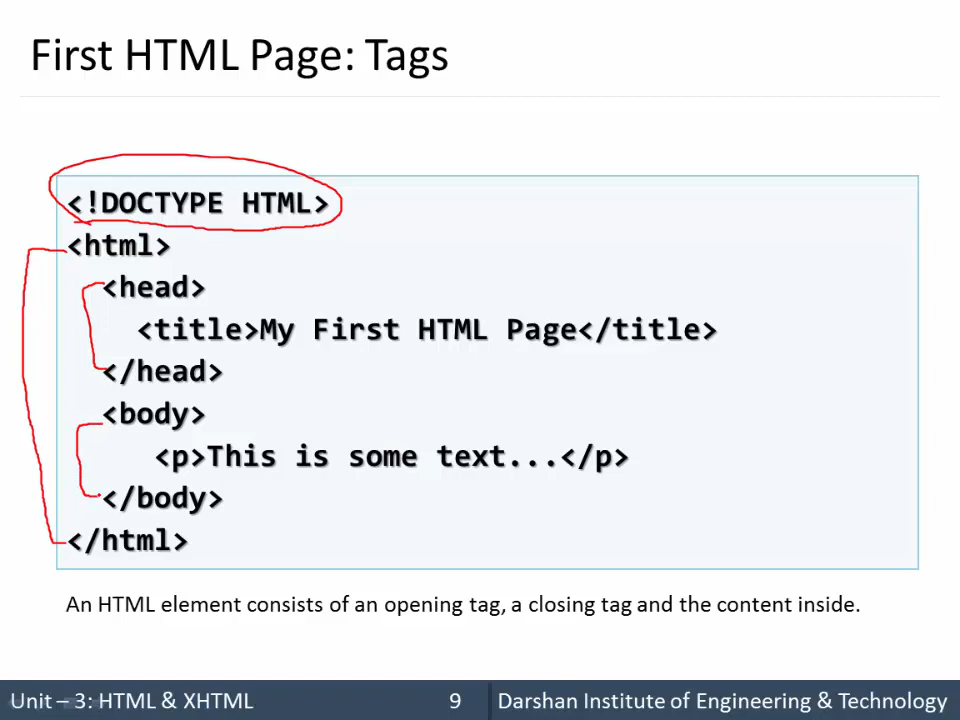 First HTML Page: Tags
<!DOCTYPE HTML>
<html>
<head>
<title>My First HTML Page</title>
</head>
<body>
<p>This is some text...</p>
</body>
</html>
An HTML element consists of an opening tag, a closing tag and the content inside.
Unit – 3: HTML & XHTML 9 Darshan Institute of Engineering & Technology